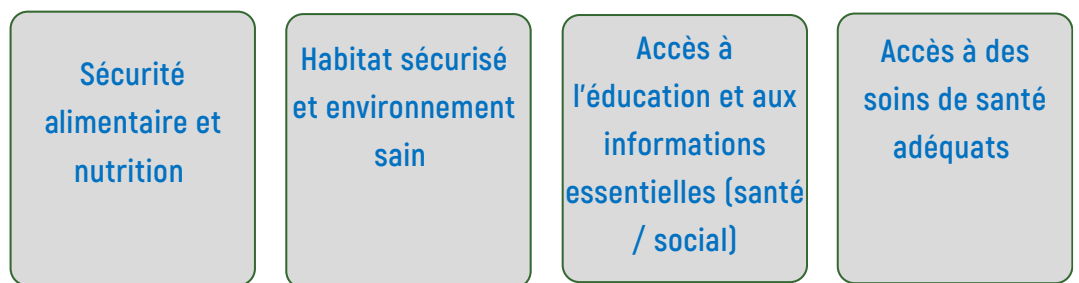 Sécurité
alimentaire et
nutrition
Habitat sécurisé
et environnement
sain
Accès à
l'éducation et aux
informations
essentielles (santé
/ social)
Accès à des
soins de santé
adéquats